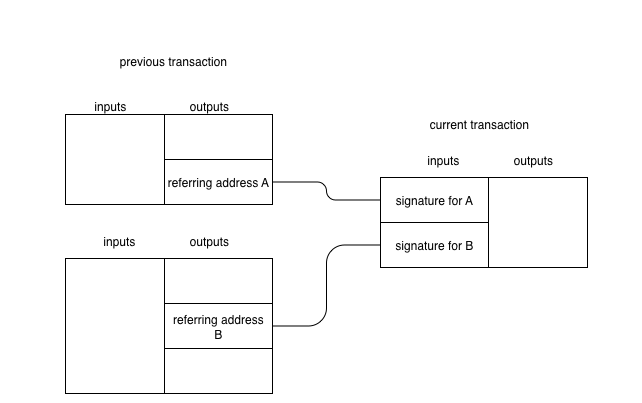 previous transaction
inputs outputs
referring address A
inputs outputs
referring address
B
current transaction
inputs outputs
signature for A
signature for B